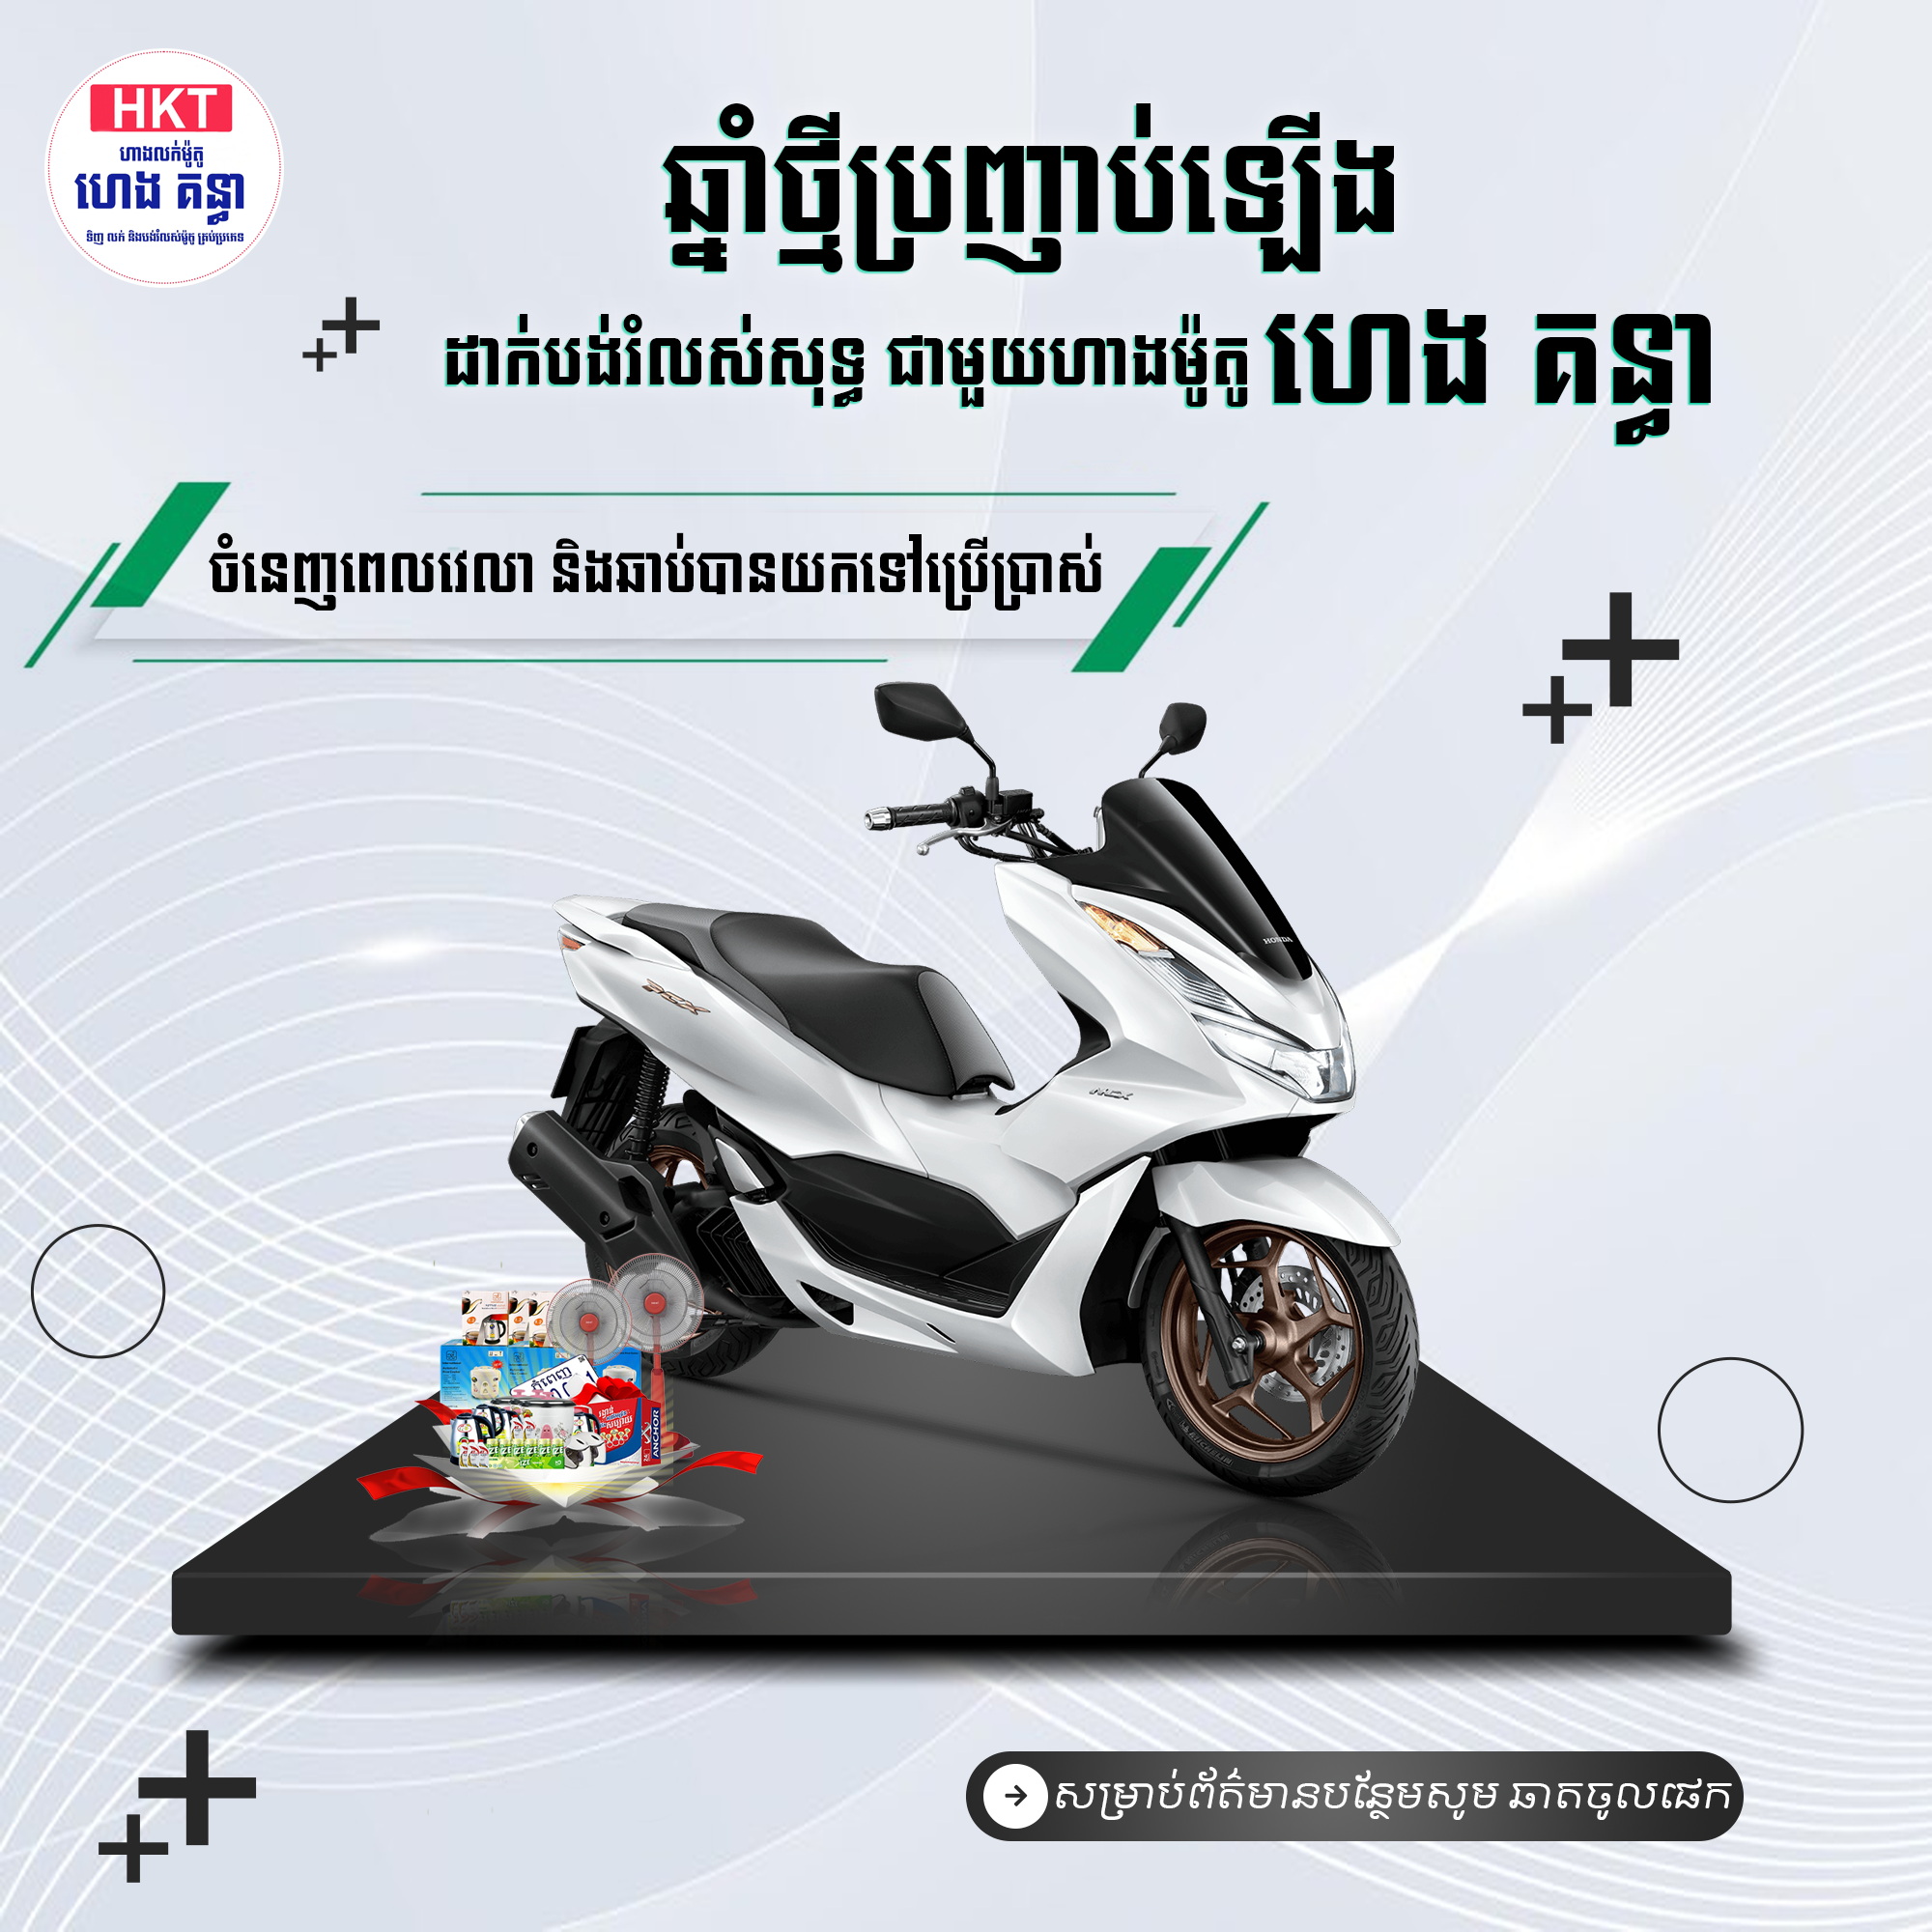 HKT
ហាងលក់ម៉ូតូ
ហេង គន្ធា
ទិញ លក់ និងបង់រំលស់ម៉ូតូ គ្រប់ប្រភេទ
ឆ្នាំថ្មីប្រញាប់ឡើង
ដាក់បង់រំលស់សុទ្ធ ជាមួយហាងម៉ូតូ ហេង គន្ធា
ចំនេញពេលវេលា និងឆាប់បានយកទៅប្រើប្រាស់
HONDA
PCX
ANCHOR
MICHELIN
សម្រាប់ព័ត៌មានបន្ថែមសូម ឆាតចូលផេក